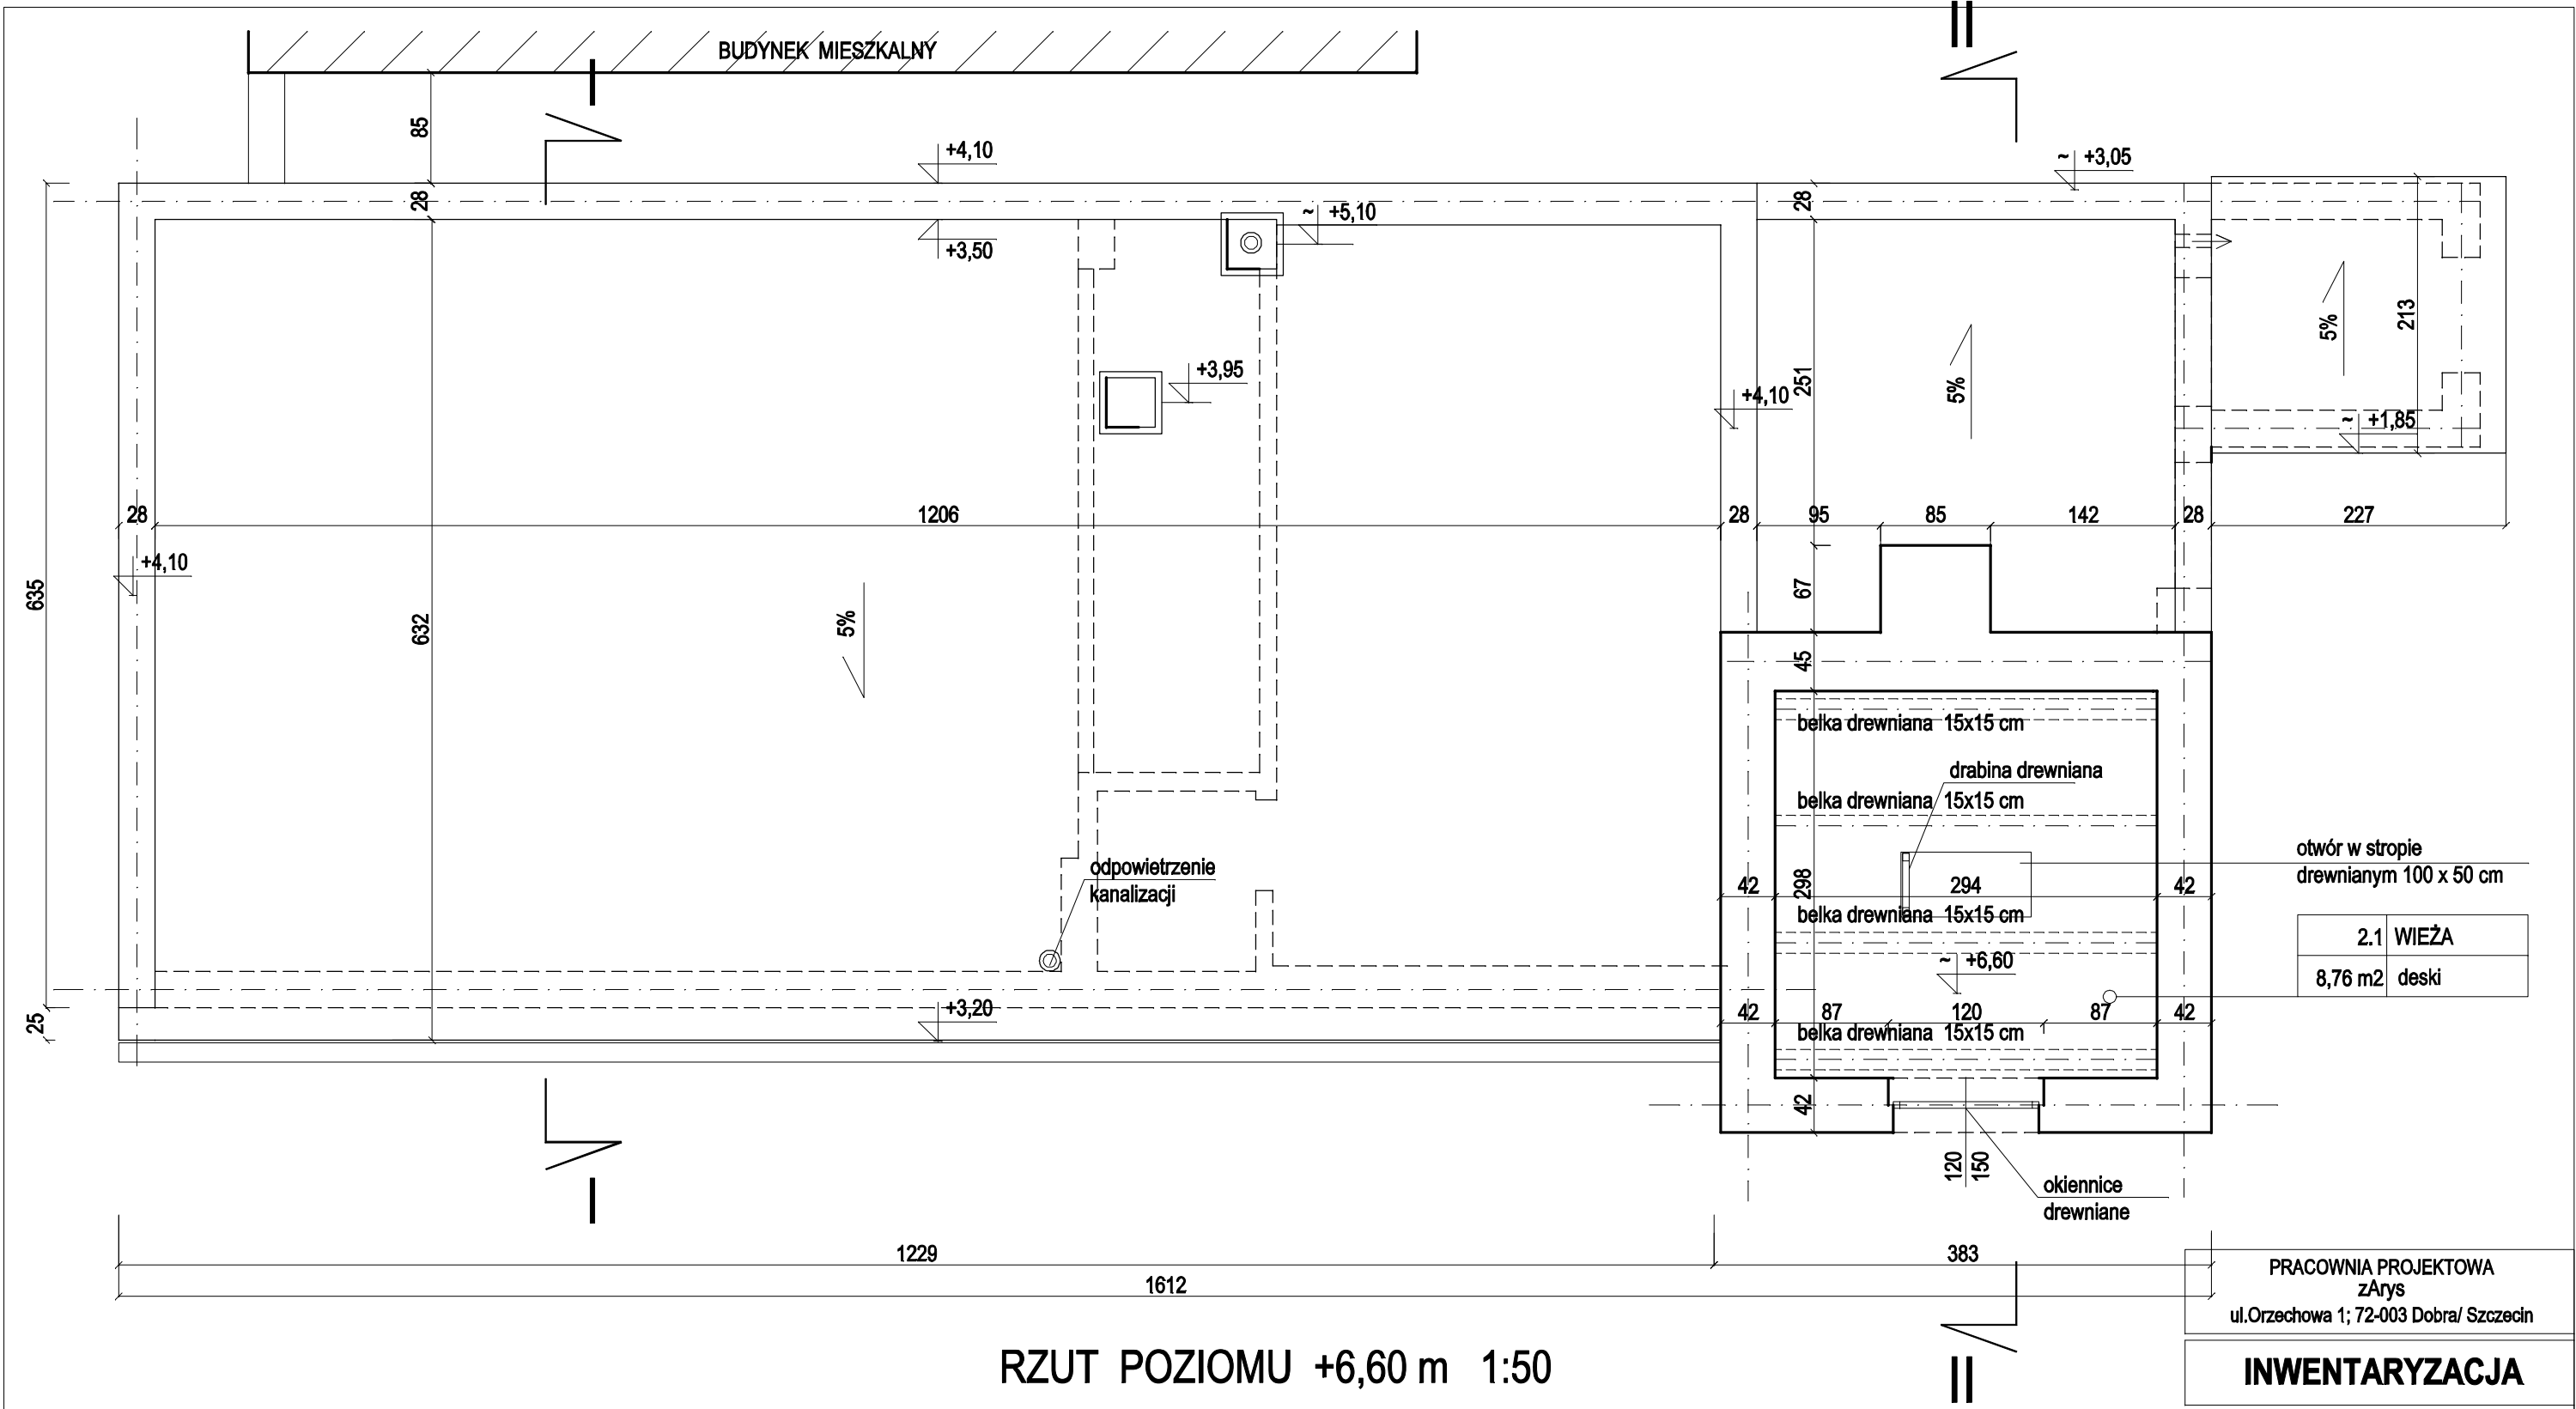 BUDYNEK MIESZKALNY
II
I
85
+4,10
~ +3,05
28
28
~ +5,10
+3,50
213
5%
+3,95
251
5%
+4,10
~ +1,85
28
1206
28
95
85
142
28
227
+4,10
635
632
5%
67
45
belka drewniana 15x15 cm
drabina drewniana
belka drewniana 15x15 cm
odpowietrzenie
kanalizacji
otwór w stropie
drewnianym 100 x 50 cm
42
298
294
42
belka drewniana 15x15 cm
2.1 WIEŻA
~ +6,60
8,76 m2 deski
25
+3,20
42
87
120
87
42
belka drewniana 15x15 cm
42
120
150
okiennice
drewniane
I
1229
383
1612
PRACOWNIA PROJEKTOWA
zArys
ul.Orzechowa 1; 72-003 Dobra/ Szczecin
RZUT POZIOMU +6,60 m 1:50
II
INWENTARYZACJA